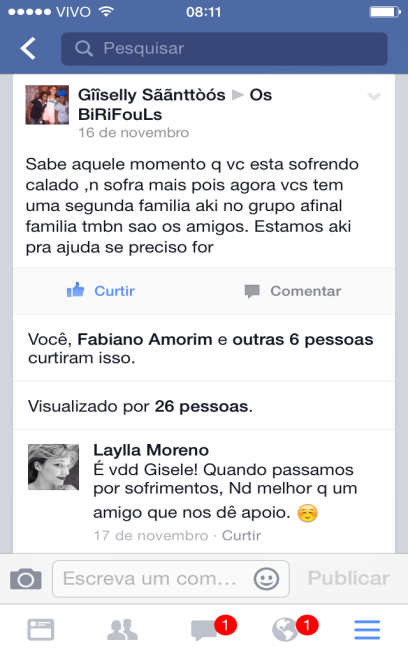 VIVO 08:11
Pesquisar
Gîîselly Sããnttòós ▶ Os
BiRiFouLs
16 de novembro
Sabe aquele momento q vc esta sofrendo
calado ,n sofra mais pois agora vcs tem
uma segunda familia aki no grupo afinal
familia tmbn sao os amigos. Estamos aki
pra ajuda se preciso for
Curtir Comentar
Você, Fabiano Amorim e outras 6 pessoas
curtiram isso.
Visualizado por 26 pessoas.
Laylla Moreno
É vdd Gisele! Quando passamos
por sofrimentos, Nd melhor q um
amigo que nos dê apoio. ☺️
17 de novembro · Curtir
Escreva um com... Publicar
1 1